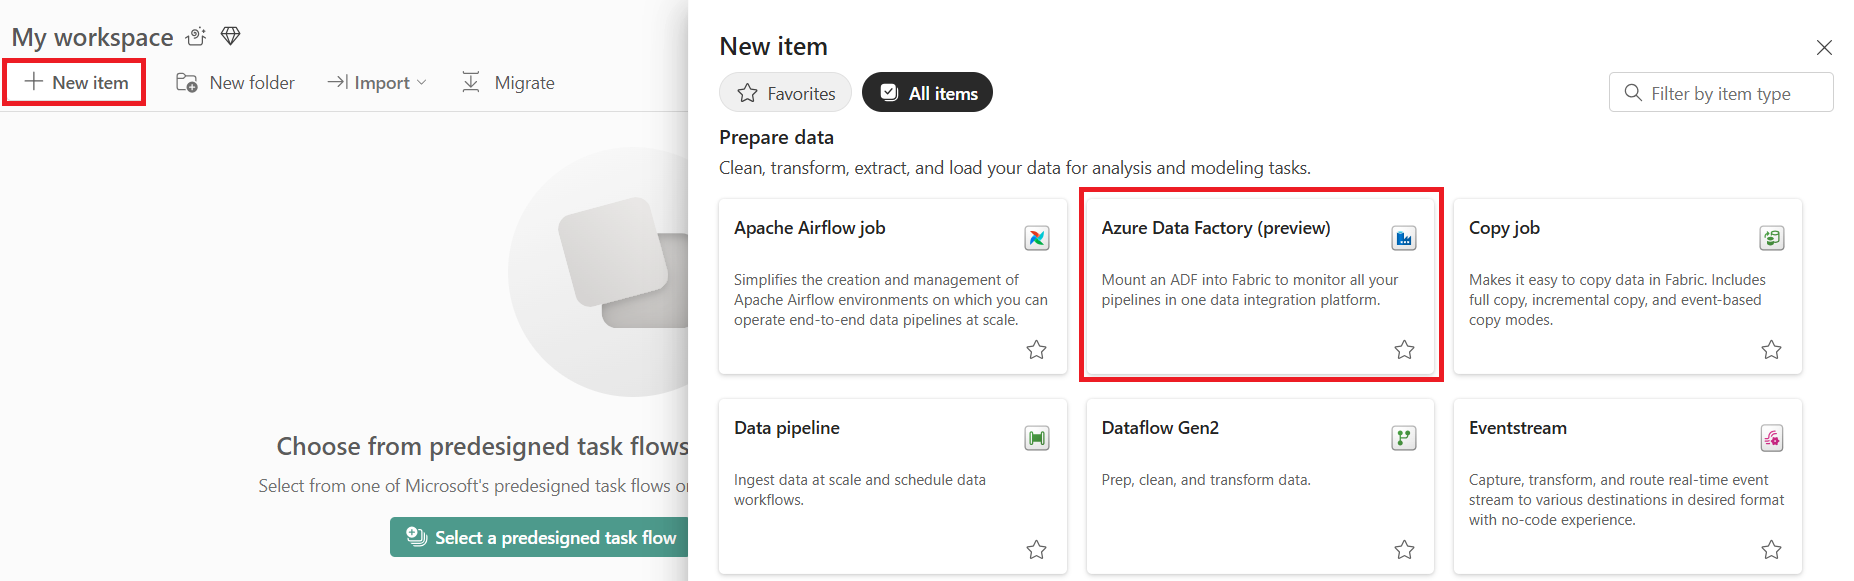 My workspace
New item
New folder
Import
Migrate
Choose from predesigned task flows
Select from one of Microsoft's predesigned task flows
Select a predesigned task flow
New item
Favorites
All items
Filter by item type
Prepare data
Clean, transform, extract, and load your data for analysis and modeling tasks.
Apache Airflow job
Simplifies the creation and management of
Apache Airflow environments on which you can
operate end-to-end data pipelines at scale.
Azure Data Factory (preview)
Mount an ADF into Fabric to monitor all your
pipelines in one data integration platform.
Copy job
Makes it easy to copy data in Fabric. Includes
full copy, incremental copy, and event-based
copy modes.
Data pipeline
Ingest data at scale and schedule data
workflows.
Dataflow Gen2
Prep, clean, and transform data.
Eventstream
Capture, transform, and route real-time event
stream to various destinations in desired format
with no-code experience.